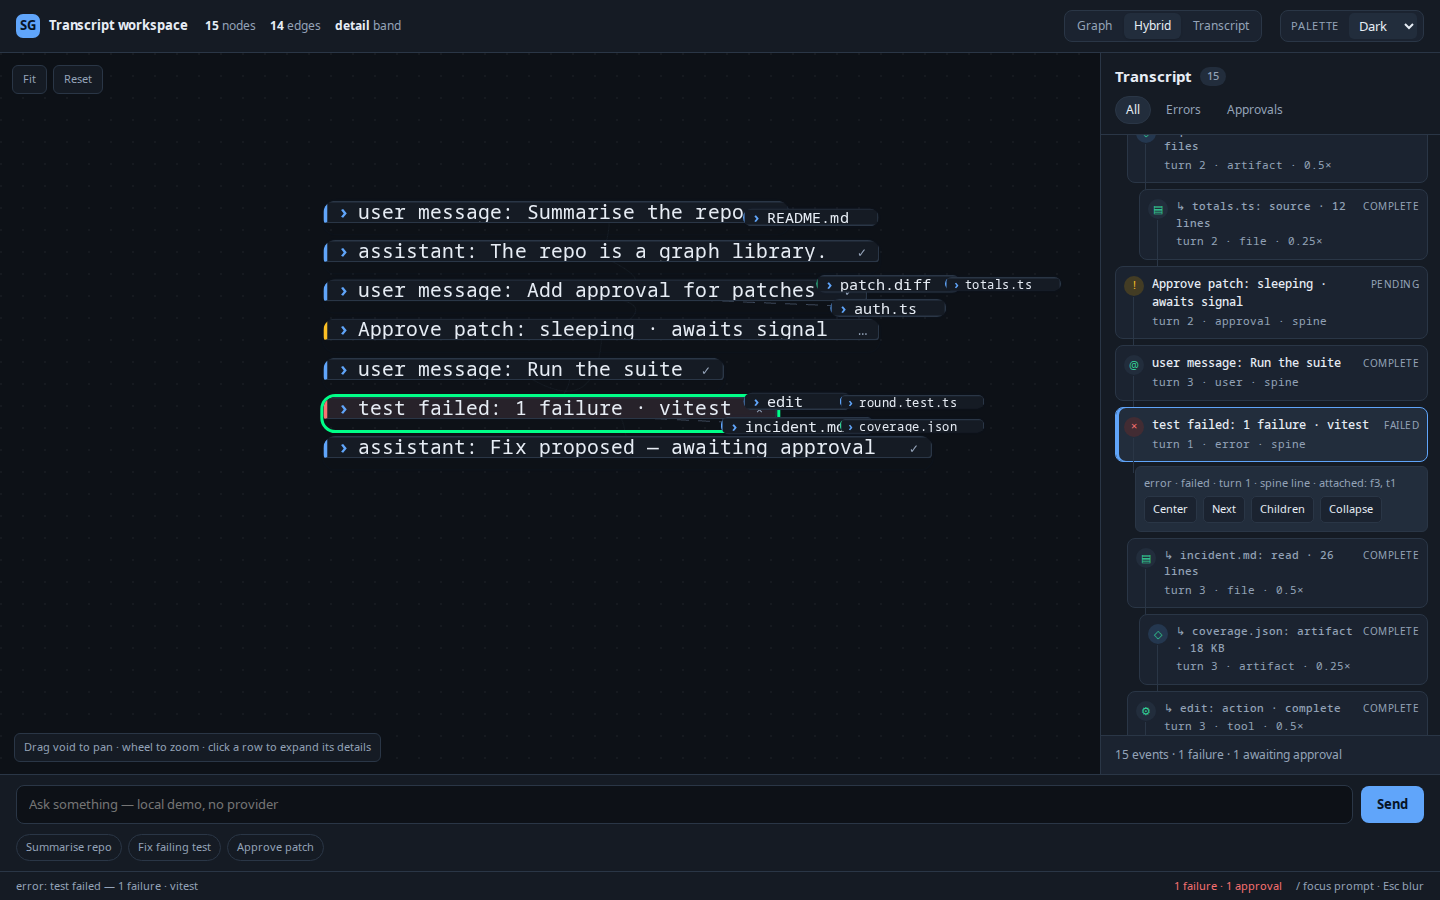 SG Transcript workspace 15 nodes 14 edges detail band
Graph Hybrid Transcript
PALETTE Dark
Fit Reset
› user message: Summarise the repo
› README.md
› assistant: The repo is a graph library. ✓
› user message: Add approval for patches
› patch.diff
› totals.ts
› auth.ts
› Approve patch: sleeping · awaits signal …
› user message: Run the suite ✓
› test failed: 1 failure · vitest
› edit
› round.test.ts
› incident.md
› coverage.json
› assistant: Fix proposed — awaiting approval ✓
Drag void to pan · wheel to zoom · click a row to expand its details
Transcript 15
All Errors Approvals
files
turn 2 · artifact · 0.5×
↳ totals.ts: source · 12 COMPLETE
lines
turn 2 · file · 0.25×
! Approve patch: sleeping · PENDING
awaits signal
turn 2 · approval · spine
@ user message: Run the suite COMPLETE
turn 3 · user · spine
× test failed: 1 failure · vitest FAILED
turn 1 · error · spine
error · failed · turn 1 · spine line · attached: f3, t1
Center Next Children Collapse
↳ incident.md: read · 26 COMPLETE
lines
turn 3 · file · 0.5×
↳ coverage.json: artifact COMPLETE
· 18 KB
turn 3 · artifact · 0.25×
↳ edit: action · complete COMPLETE
turn 3 · tool · 0.5×
15 events · 1 failure · 1 awaiting approval
Ask something — local demo, no provider
Send
Summarise repo Fix failing test Approve patch
error: test failed — 1 failure · vitest
1 failure · 1 approval / focus prompt · Esc blur